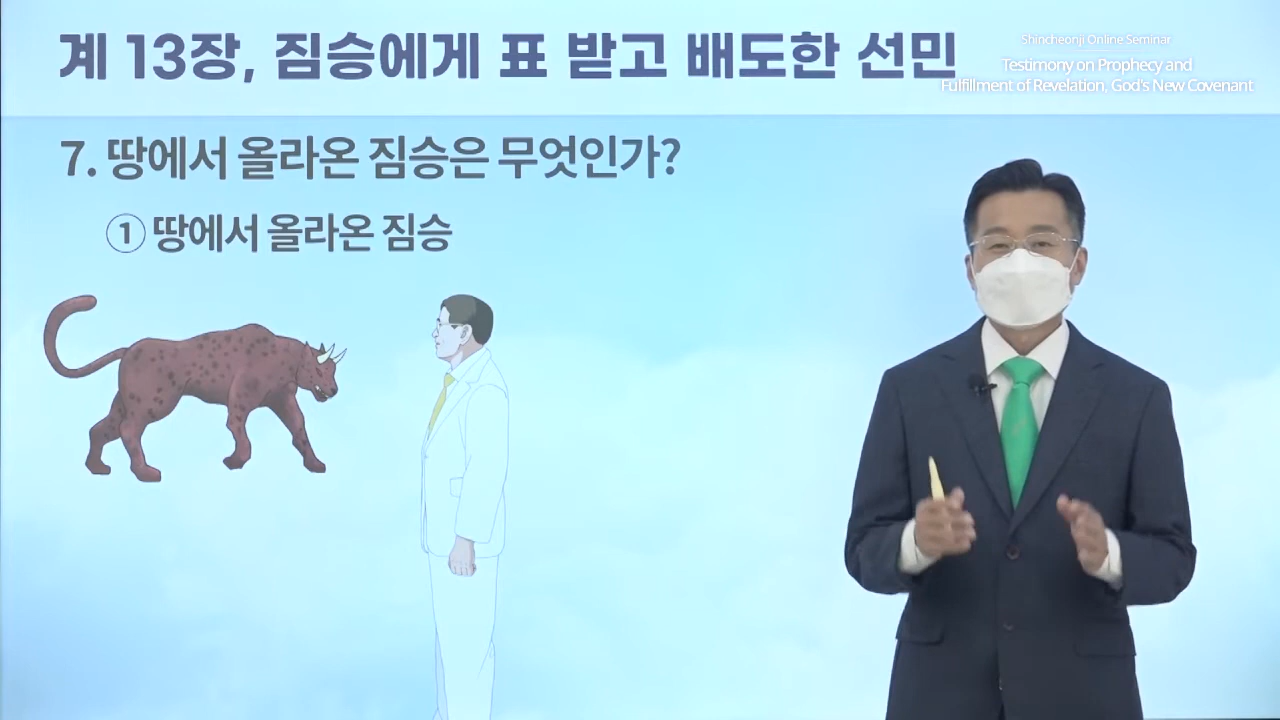 계 13장, 짐승에게 표 받고 배도한 선민
Shincheonji Online Seminar
Testimony on Prophecy and
Fulfillment of Revelation, God's New Covenant
7. 땅에서 올라온 짐승은 무엇인가?
① 땅에서 올라온 짐승